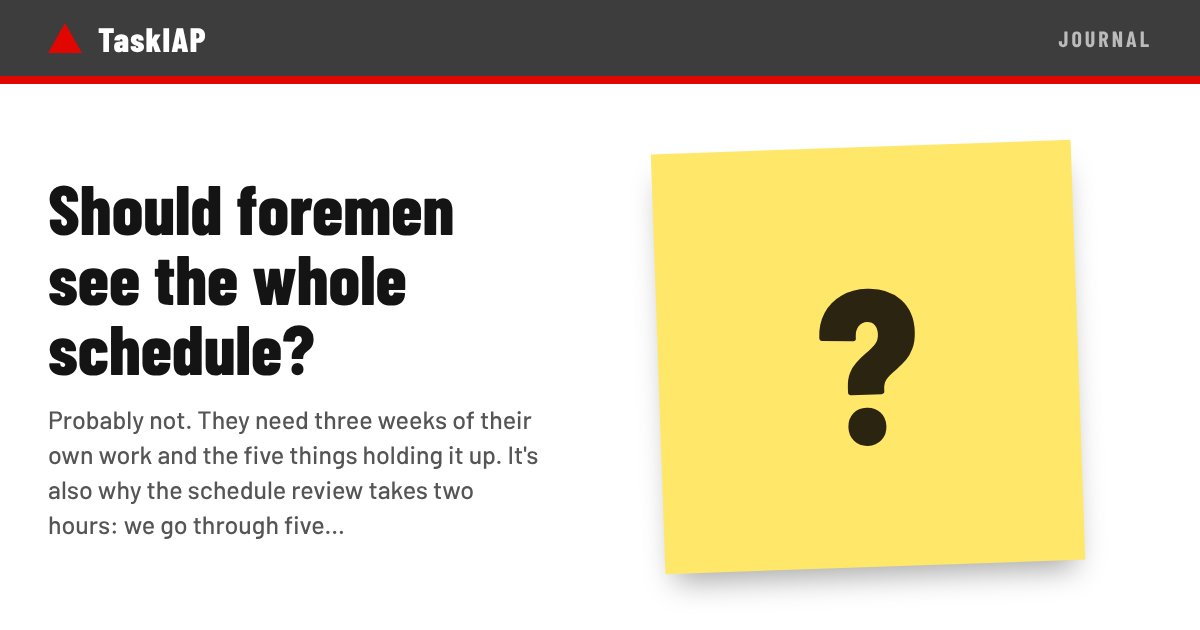 TaskIAP
JOURNAL
Should foremen
see the whole
schedule?
Probably not. They need three weeks of their
own work and the five things holding it up. It's
also why the schedule review takes two
hours: we go through five...
?